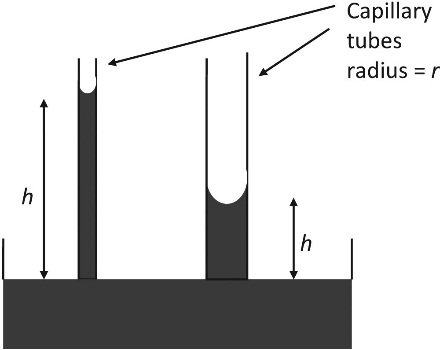 Capillary
tubes
radius = r
h
h